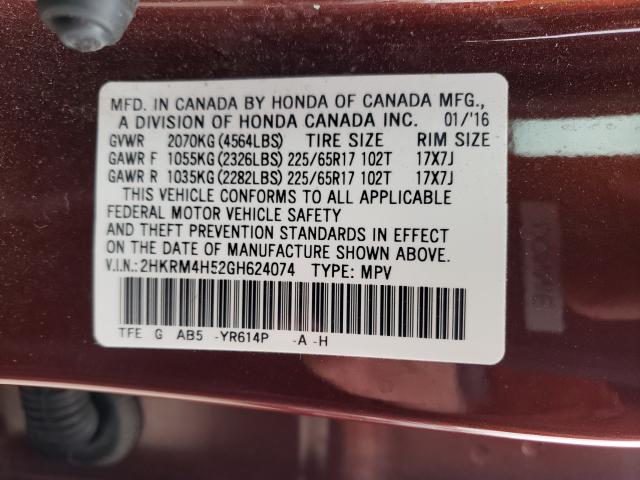 MFD. IN CANADA BY HONDA OF CANADA MFG.,
A DIVISION OF HONDA CANADA INC. 01/'16
GVWR 2070KG(4564LBS) TIRE SIZE RIM SIZE
GAWR F 1055KG(2326LBS)225/65R17 102T 17X7J
GAWR R 1035KG(2282LBS)225/65R17 102T 17X7J
THIS VEHICLE CONFORMS TO ALL APPLICABLE
FEDERAL MOTOR VEHICLE SAFETY
AND THEFT PREVENTION STANDARDS IN EFFECT
ON THE DATE OF MANUFACTURE SHOWN ABOVE.
V.I.N.:2HKRM4H52GH624074 TYPE: MPV
TFE G AB5 -YR614P -A -H